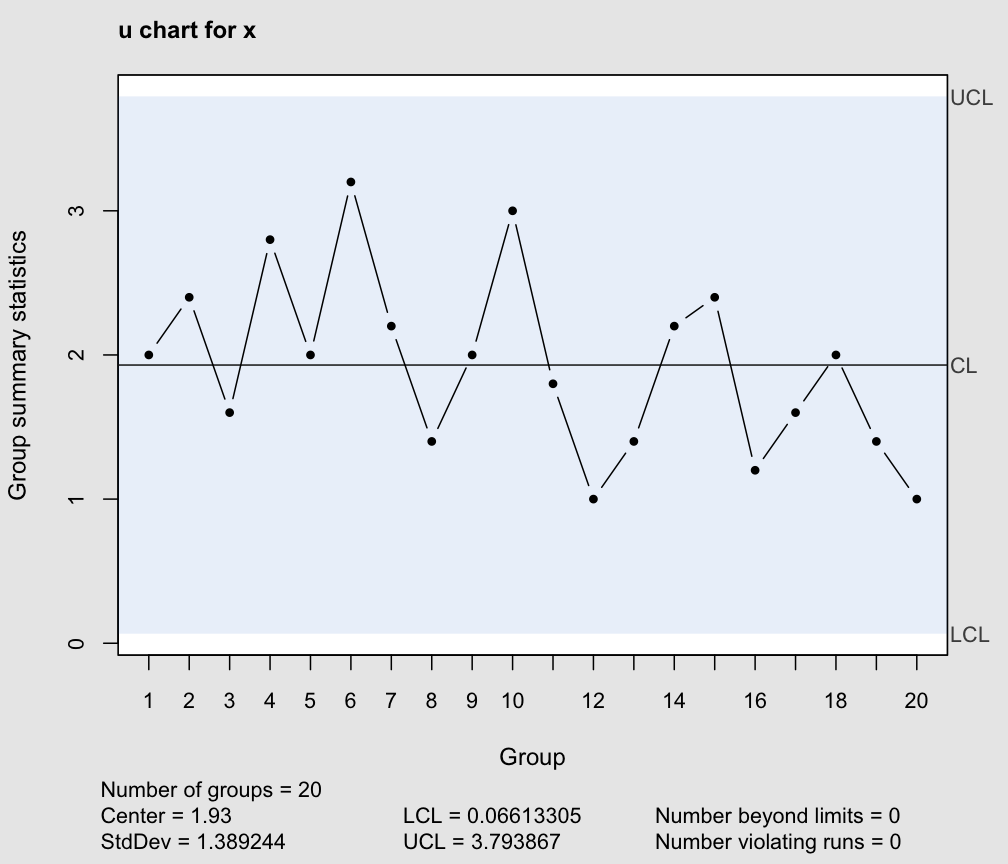 u chart for x
UCL
CL
LCL
Group summary statistics
3
2
1
0
1 2 3 4 5 6 7 8 9 10 12 14 16 18 20
Group
Number of groups = 20
Center = 1.93 LCL = 0.06613305 Number beyond limits = 0
StdDev = 1.389244 UCL = 3.793867 Number violating runs = 0